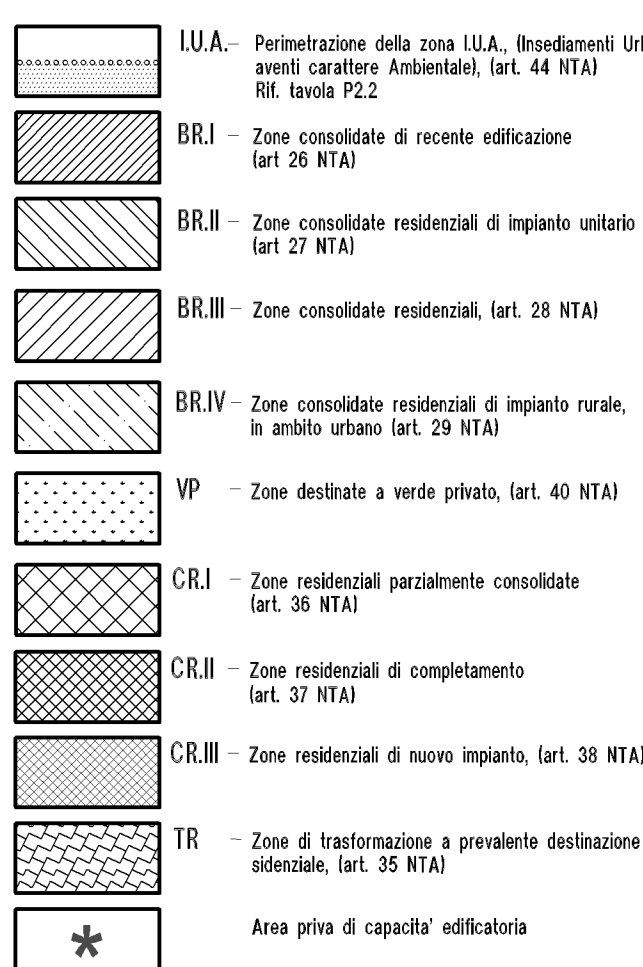 I.U.A.– Perimetrazione della zona I.U.A., (Insediamenti
aventi carattere Ambientale), (art. 44 NTA)
Rif. tavola P2.2
BR.I – Zone consolidate di recente edificazione
(art 26 NTA)
BR.II – Zone consolidate residenziali di impianto unitario
(art 27 NTA)
BR.III – Zone consolidate residenziali, (art. 28 NTA)
BR.IV – Zone consolidate residenziali di impianto rurale,
in ambito urbano (art. 29 NTA)
VP – Zone destinate a verde privato, (art. 40 NTA)
CR.I – Zone residenziali parzialmente consolidate
(art. 36 NTA)
CR.II – Zone residenziali di completamento
(art. 37 NTA)
CR.III – Zone residenziali di nuovo impianto, (art. 38 NTA)
TR – Zone di trasformazione a prevalente destinazione
sidenziale, (art. 35 NTA)
* Area priva di capacita' edificatoria